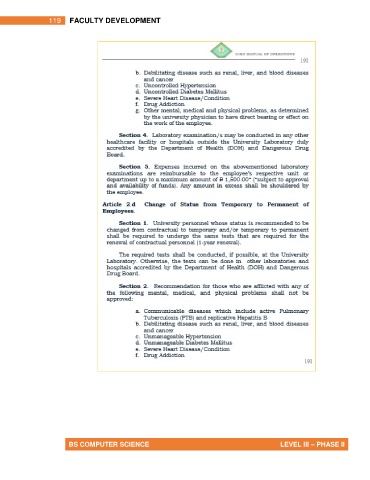 119 FACULTY DEVELOPMENT
MANUAL OF OPERATIONS
b. Debilitating disease such as renal, liver, and blood diseases
and cancer
c. Uncontrolled Hypertension
d. Uncontrolled Diabetes Mellitus
e. Severe Heart Disease/Condition
f. Drug Addiction
g. Other mental, medical and physical problems, as determined
by the university physician to have direct bearing or effect on
the work of the employee.
Section 4. Laboratory examination/s may be conducted in any other
healthcare facility or hospitals outside the University Laboratory duly
accredited by the Department of Health (DOH) and Dangerous Drug
Board.
Section 5. Expenses incurred on the abovementioned laboratory
examinations are reimbursable to the employee's respective unit or
department up to a maximum amount of ₱ 1,500.00* (*subject to approval
and availability of funds). Any amount in excess shall be shouldered by
the employee.
Article 2.d Change of Status from Temporary to Permanent of
Employees.
Section 1. University personnel whose status is recommended to be
changed from contractual to temporary and/or temporary to permanent
shall be required to undergo the same tests that are required for the
renewal of contractual personnel (1-year renewal).
The required tests shall be conducted, if possible, at the University
Laboratory. Otherwise, the tests can be done in other laboratories and
hospitals accredited by the Department of Health (DOH) and Dangerous
Drug Board.
Section 2. Recommendation for those who are afflicted with any of
the following mental, medical, and physical problems shall not be
approved:
a. Communicable diseases which include active Pulmonary
Tuberculosis (PTB) and replicative Hepatitis B
b. Debilitating disease such as renal, liver, and blood diseases
and cancer
c. Unmanageable Hypertension
d. Unmanageable Diabetes Mellitus
e. Severe Heart Disease/Condition
f. Drug Addiction
BS COMPUTER SCIENCE LEVEL III – PHASE II